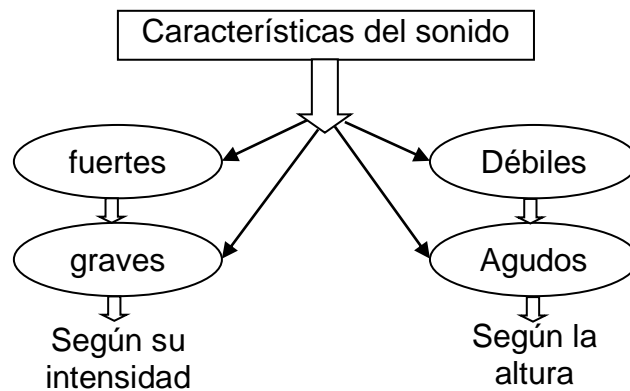 Características del sonido
fuertes
Débiles
graves
Agudos
Según su
intensidad
Según la
altura